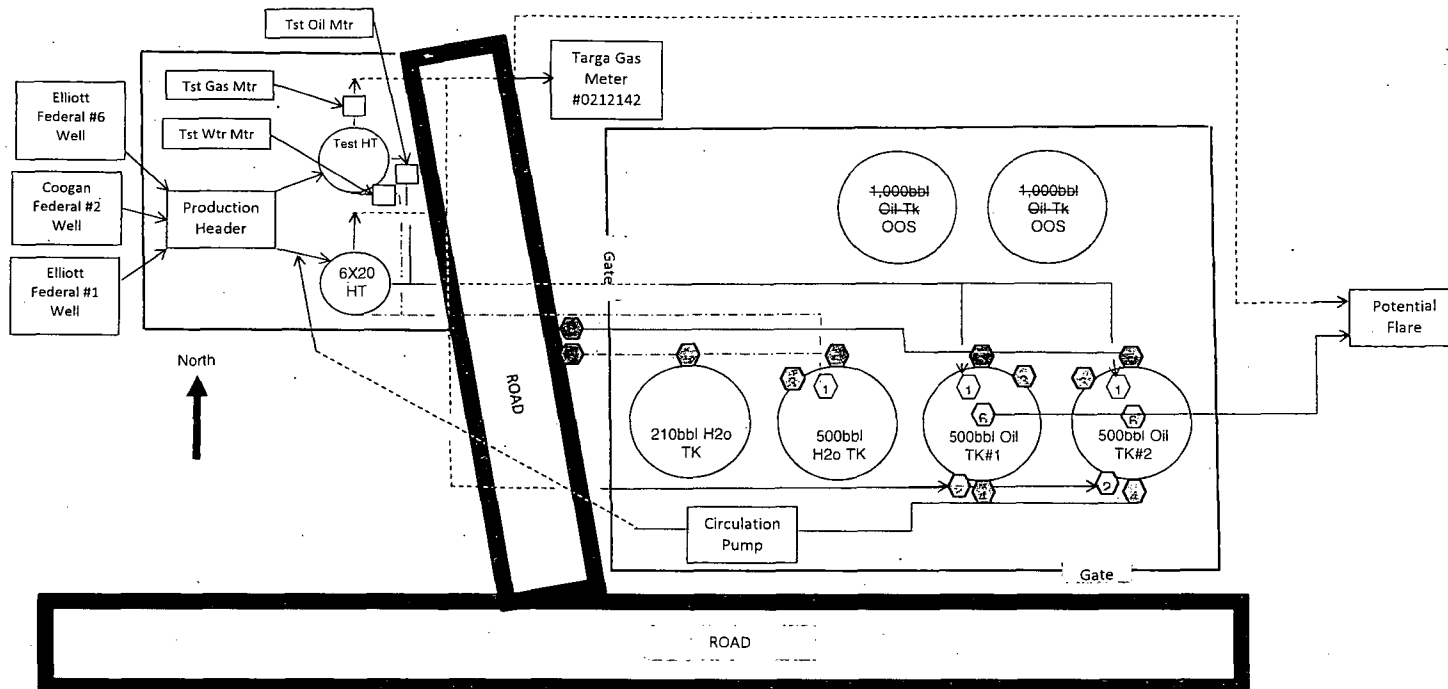 Tst Oil Mtr
Targa Gas
Meter
#0212142
Tst Gas Mtr
Elliott
Federal #6
Well
Tst Wtr Mtr
Test HT
Coogan
Federal #2
Well
Production
Header
1,000bbl
Oil Tk
OOS
1,000bbl
Oil Tk
OOS
Gate
6X20
HT
Elliott
Federal #1
Well
Potential
Flare
North
ROAD
1
1
1
6
6
210bbl H2o
TK
500bbl
H2o TK
500bbl Oil
TK#1
500bbl Oil
TK#2
2
2
4
4
Circulation
Pump
Gate
ROAD